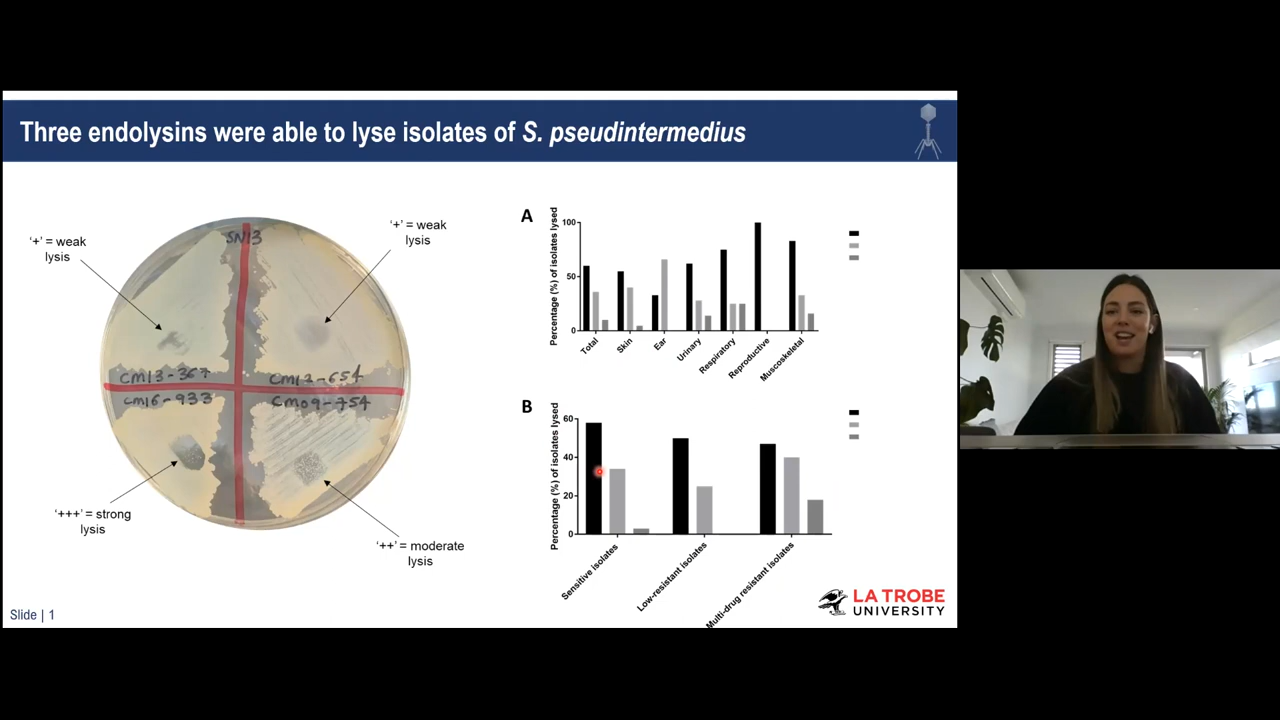 Three endolysins were able to lyse isolates of S. pseudintermedius
'+' = weak
lysis
'+' = weak
lysis
SN13
CM13-367
CM12-654
CM16-933
CM09-754
'+++' = strong
lysis
'++' = moderate
lysis
A
Percentage (%) of isolates lysed
100
50
0
Total
Skin
Ear
Urinary
Respiratory
Reproductive
Muscoskeletal
B
Percentage (%) of isolates lysed
60
40
20
0
Sensitive isolates
Low-resistant isolates
Multi-drug resistant isolates
Slide | 1
LA TROBE
UNIVERSITY